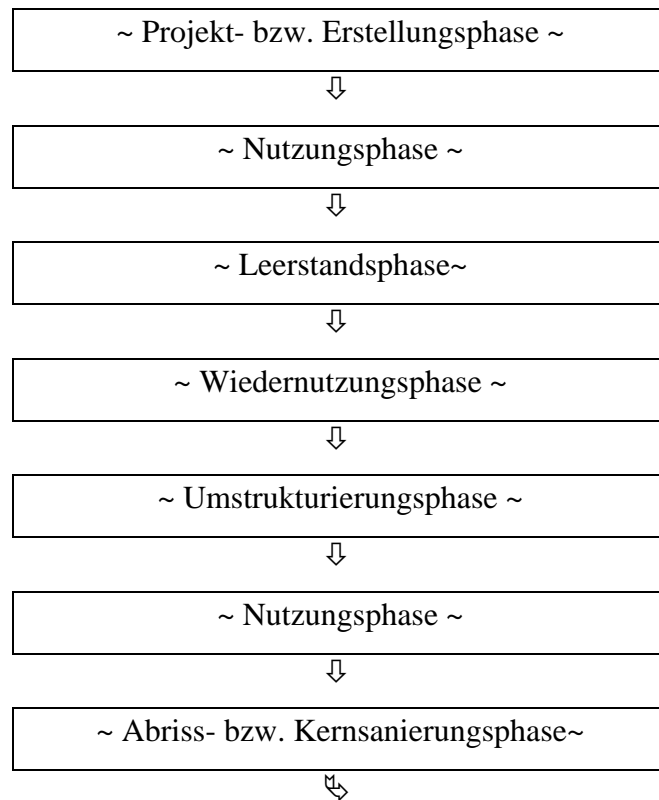 ~ Projekt- bzw. Erstellungsphase ~
⇩
~ Nutzungsphase ~
⇩
~ Leerstandsphase~
⇩
~ Wiedernutzungsphase ~
⇩
~ Umstrukturierungsphase ~
⇩
~ Nutzungsphase ~
⇩
~ Abriss- bzw. Kernsanierungsphase~